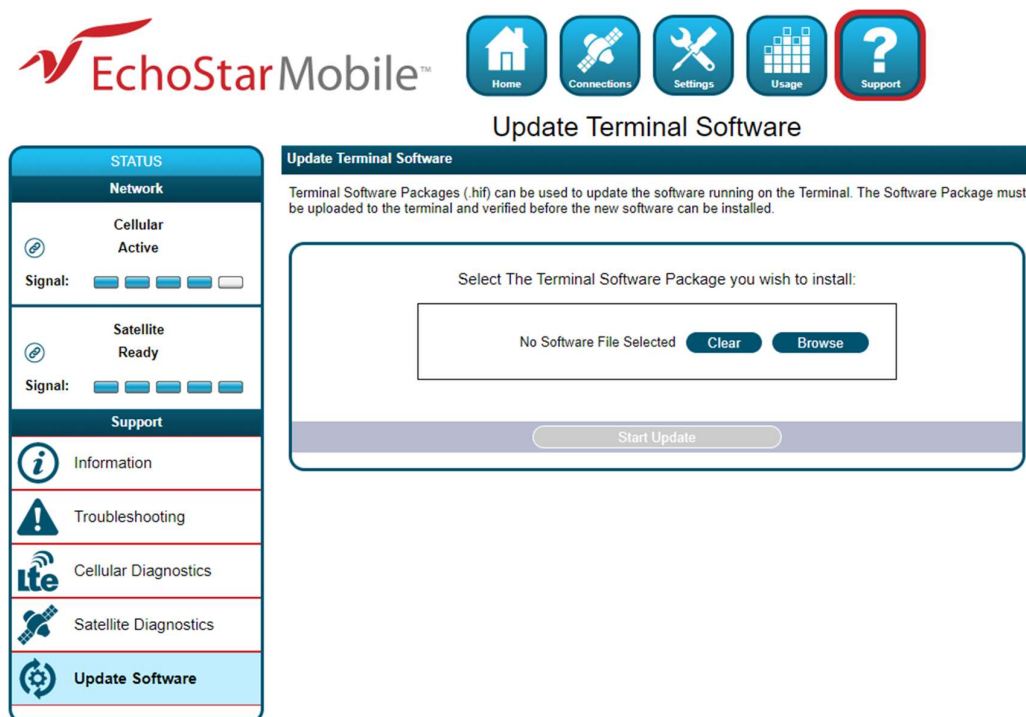 EchoStar Mobile™
Home
Connections
Settings
Usage
Support
Update Terminal Software
STATUS
Network
Cellular
Active
Signal:
Satellite
Ready
Signal:
Support
Information
Troubleshooting
Lte
Cellular Diagnostics
Satellite Diagnostics
Update Software
Update Terminal Software
Terminal Software Packages (.hif) can be used to update the software running on the Terminal. The Software Package must
be uploaded to the terminal and verified before the new software can be installed.
Select The Terminal Software Package you wish to install:
No Software File Selected Clear Browse
Start Update